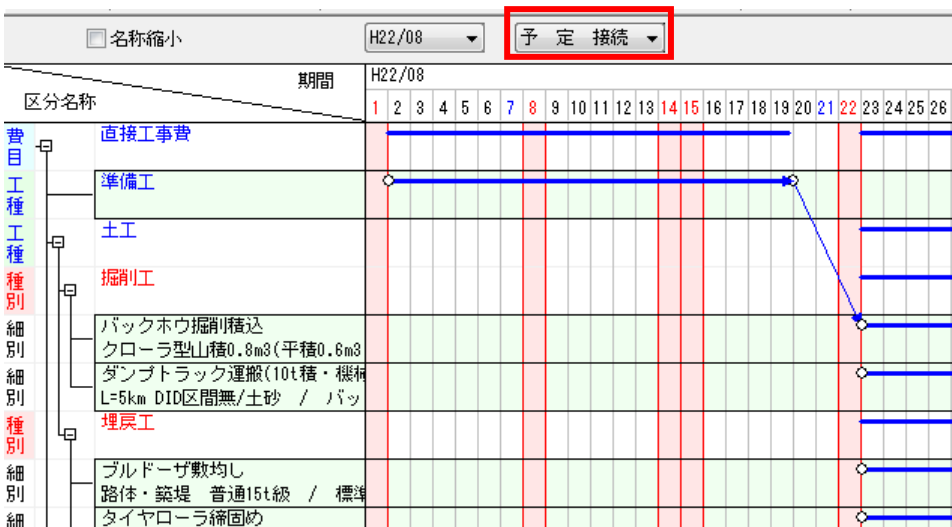 名称縮小
H22/08
予 定 接続
期間
区分名称
H22/08
1 2 3 4 5 6 7 8 9 10 11 12 13 14 15 16 17 18 19 20 21 22 23 24 25 26
費目
直接工事費
工種
準備工
工種
土工
種別
掘削工
細別
バックホウ掘削積込
クローラ型山積0.8m3(平積0.6m3
細別
ダンプトラック運搬(10t積・機械
L=5km DID区間無/土砂 / バッ
種別
埋戻工
細別
ブルドーザ敷均し
路体・築堤 普通15t級 / 標準
細
タイヤローラ締固め